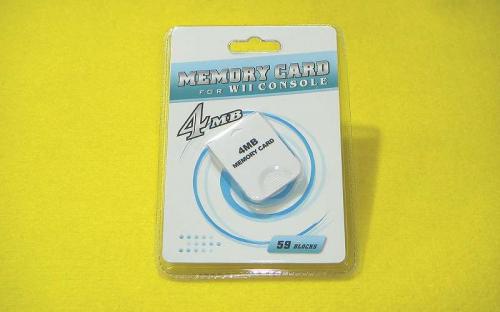 MEMORY CARD
FOR WII CONSOLE
4MB
4MB
MEMORY CARD
59 BLOCKS